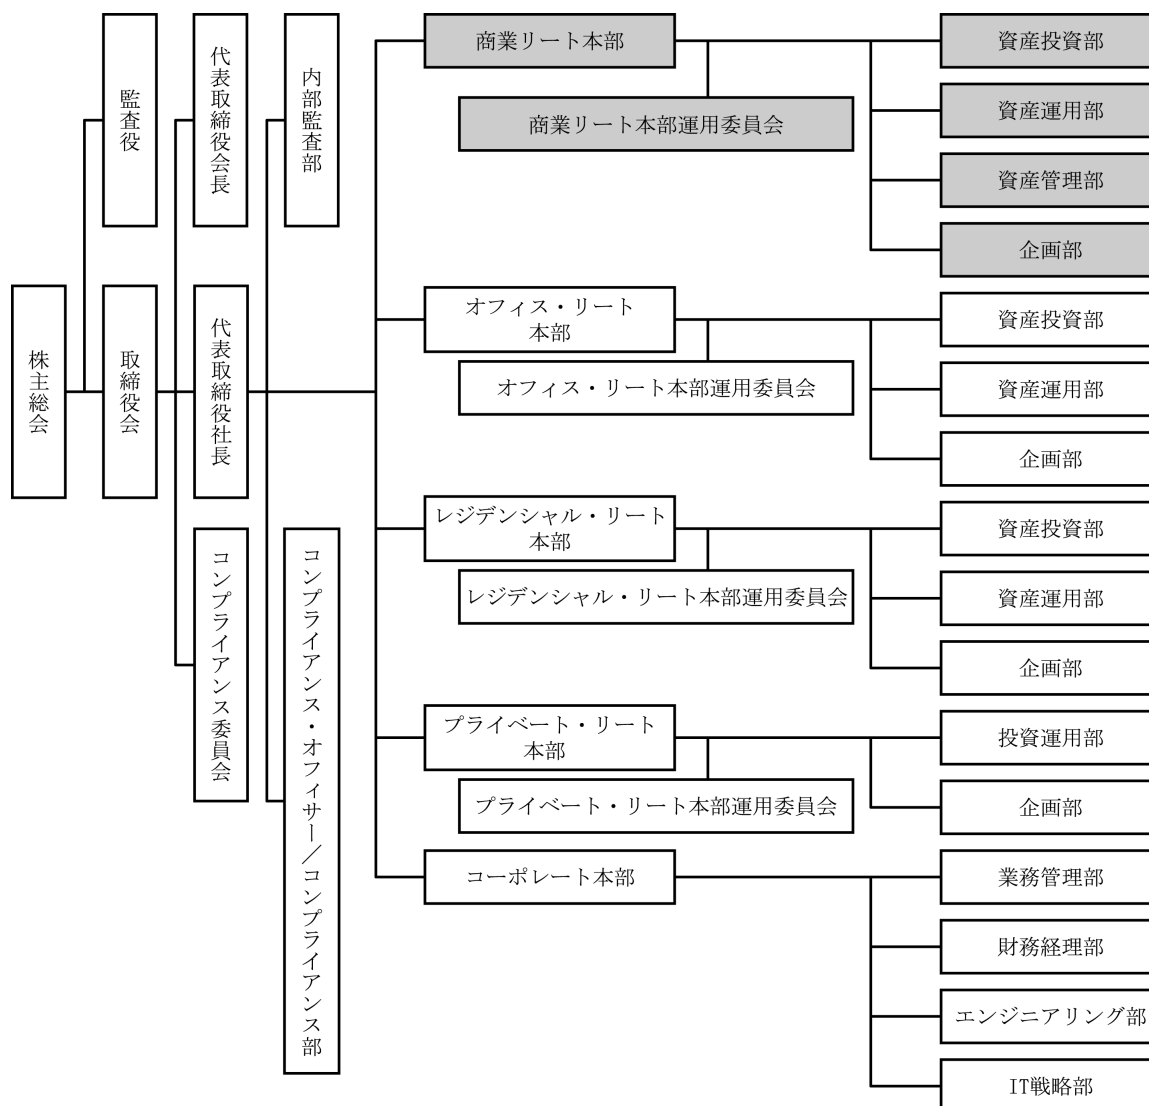 株主総会
監査役
取締役会
代表取締役会長
代表取締役社長
コンプライアンス委員会
内部監査部
コンプライアンス・オフィサー／コンプライアンス部
商業リート本部
商業リート本部運用委員会
資産投資部
資産運用部
資産管理部
企画部
オフィス・リート
本部
オフィス・リート本部運用委員会
資産投資部
資産運用部
企画部
レジデンシャル・リート
本部
レジデンシャル・リート本部運用委員会
資産投資部
資産運用部
企画部
プライベート・リート
本部
プライベート・リート本部運用委員会
投資運用部
企画部
コーポレート本部
業務管理部
財務経理部
エンジニアリング部
IT戦略部